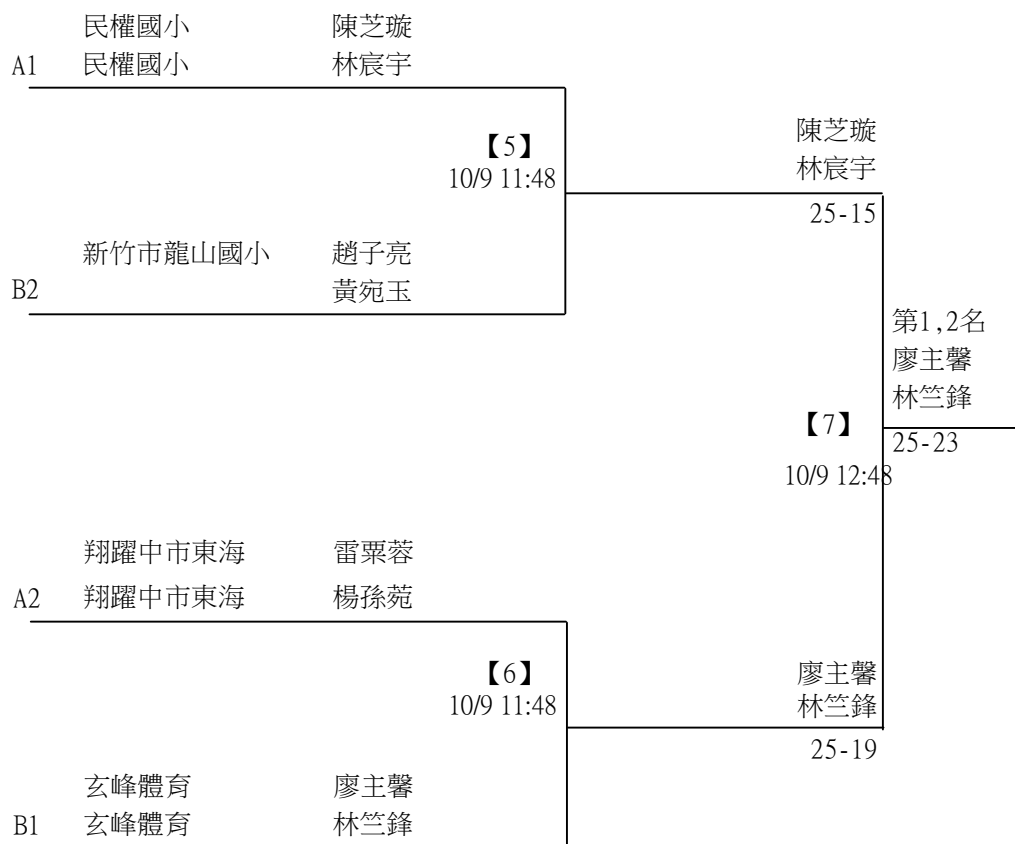 民權國小 陳芝璇
A1 民權國小 林宸宇
【5】
10/9 11:48
陳芝璇
林宸宇
25-15
新竹市龍山國小 趙子亮
B2 黃宛玉
第1,2名
廖主馨
林竺鋒
【7】
25-23
10/9 12:48
翔躍中市東海 雷粟蓉
A2 翔躍中市東海 楊孫菀
【6】
10/9 11:48
廖主馨
林竺鋒
25-19
玄峰體育 廖主馨
B1 玄峰體育 林竺鋒